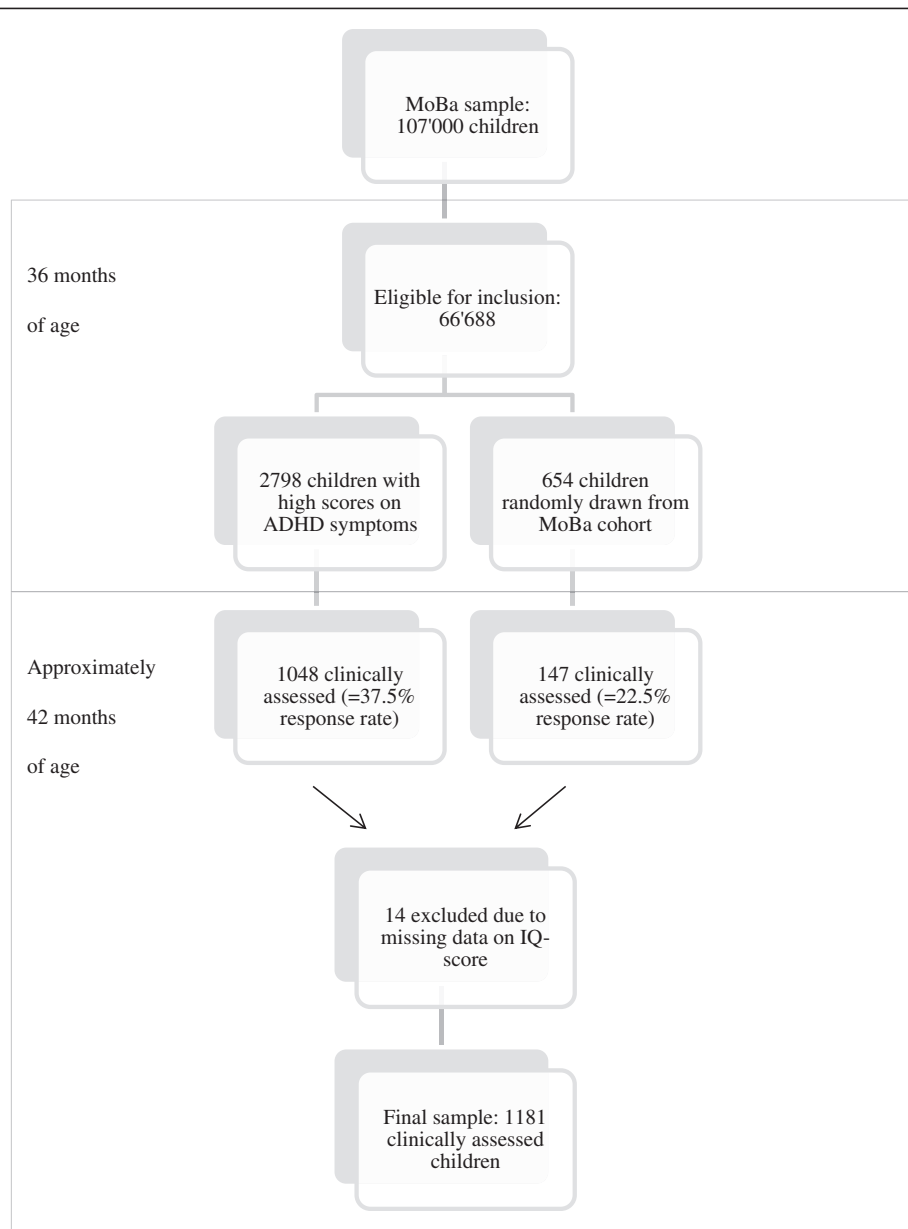 MoBa sample:
107'000 children
36 months
of age
Eligible for inclusion:
66'688
2798 children with
high scores on
ADHD symptoms
654 children
randomly drawn from
MoBa cohort
Approximately
42 months
of age
1048 clinically
assessed (=37.5%
response rate)
147 clinically
assessed (=22.5%
response rate)
14 excluded due to
missing data on IQ-
score
Final sample: 1181
clinically assessed
children